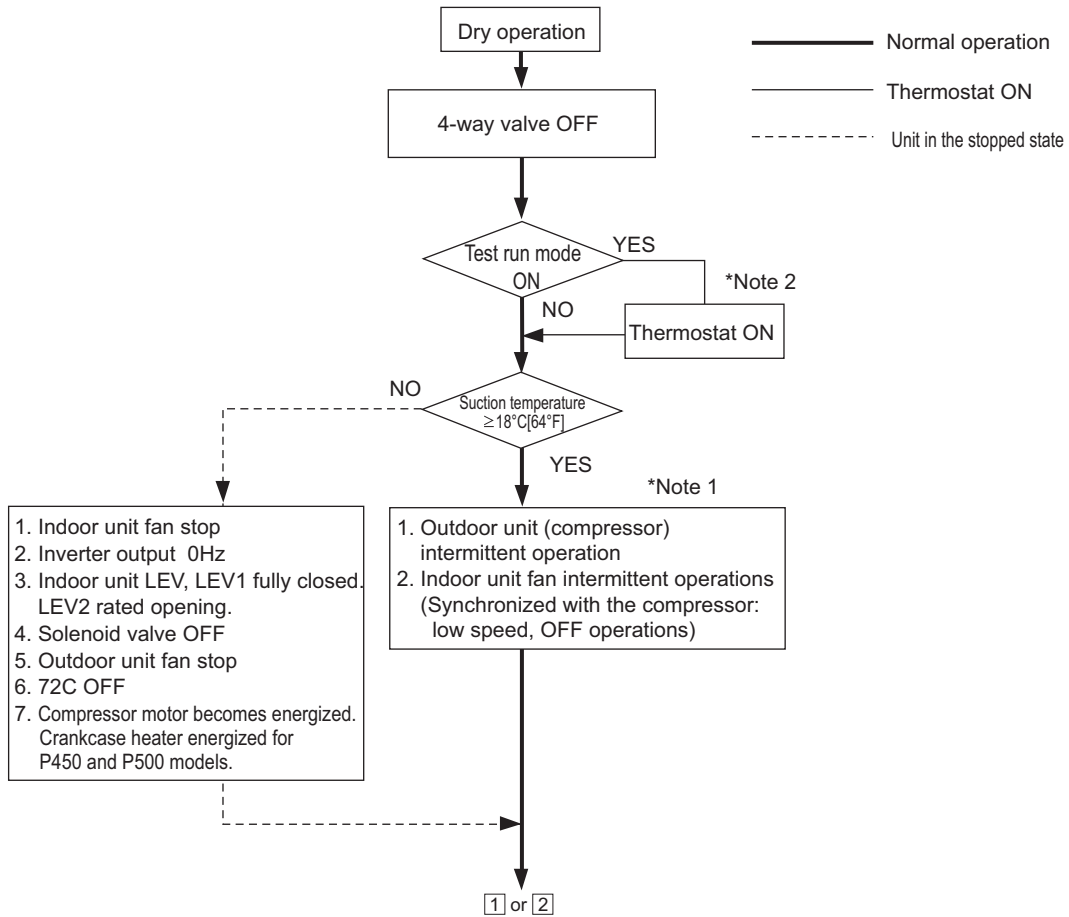 Dry operation
Normal operation
Thermostat ON
Unit in the stopped state
4-way valve OFF
Test run mode
ON
YES
*Note 2
NO
Thermostat ON
NO
Suction temperature
≥18°C[64°F]
YES
*Note 1
1. Indoor unit fan stop
2. Inverter output 0Hz
3. Indoor unit LEV, LEV1 fully closed.
LEV2 rated opening.
4. Solenoid valve OFF
5. Outdoor unit fan stop
6. 72C OFF
7. Compressor motor becomes energized.
Crankcase heater energized for
P450 and P500 models.
1. Outdoor unit (compressor)
intermittent operation
2. Indoor unit fan intermittent operations
(Synchronized with the compressor:
low speed, OFF operations)
1 or 2